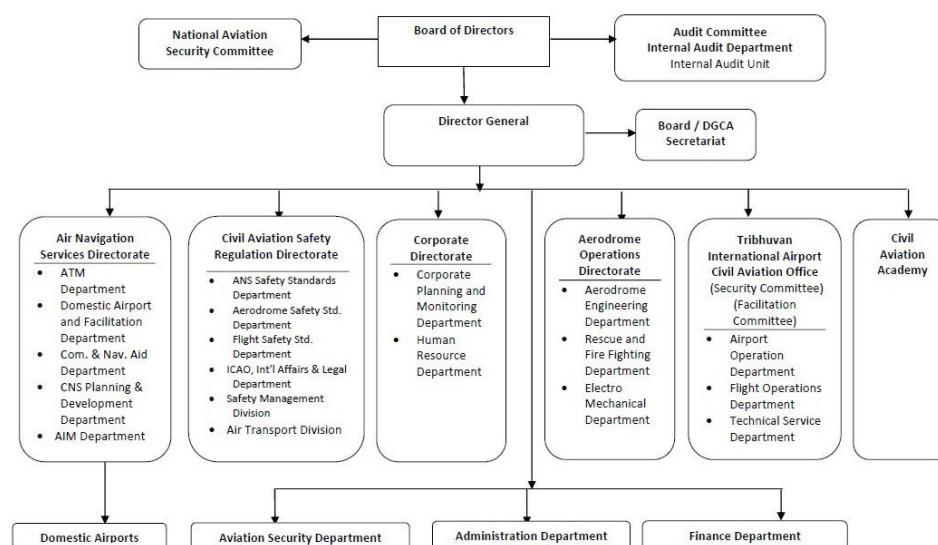 National Aviation
Security Committee
Board of Directors
Audit Committee
Internal Audit Department
Internal Audit Unit
Director General
Board / DGCA
Secretariat
Air Navigation
Services Directorate
• ATM
Department
• Domestic Airport
and Facilitation
Department
• Com. & Nav. Aid
Department
• CNS Planning &
Development
Department
• AIM Department
Civil Aviation Safety
Regulation Directorate
• ANS Safety Standards
Department
• Aerodrome Safety Std.
Department
• Flight Safety Std.
Department
• ICAO, Int'l Affairs & Legal
Department
• Safety Management
Division
• Air Transport Division
Corporate
Directorate
• Corporate
Planning and
Monitoring
Department
• Human
Resource
Department
Aerodrome
Operations
Directorate
• Aerodrome
Engineering
Department
• Rescue and
Fire Fighting
Department
• Electro
Mechanical
Department
Tribhuvan
International Airport
Civil Aviation Office
(Security Committee)
(Facilitation
Committee)
• Airport
Operation
Department
• Flight Operations
Department
• Technical Service
Department
Civil
Aviation
Academy
Domestic Airports
Aviation Security Department
Administration Department
Finance Department